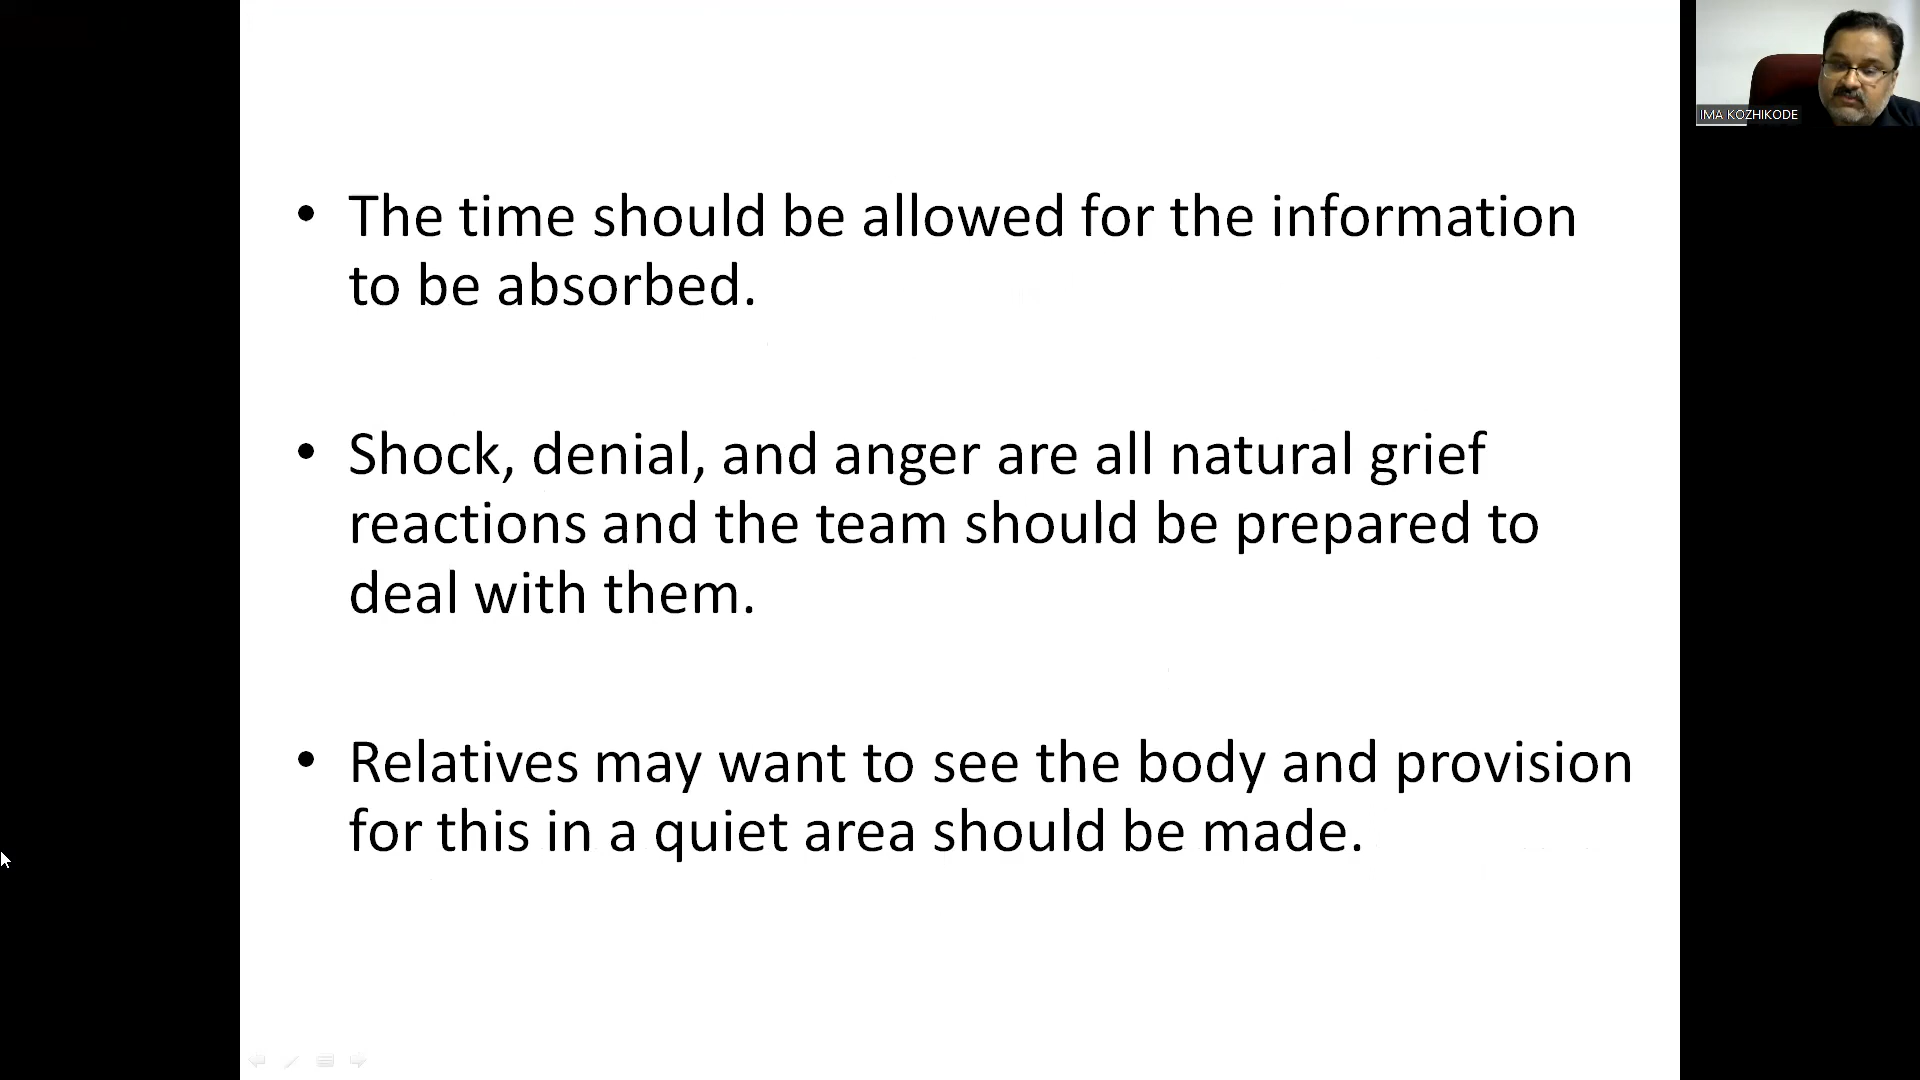 IMA KOZHIKODE
• The time should be allowed for the information
to be absorbed.
• Shock, denial, and anger are all natural grief
reactions and the team should be prepared to
deal with them.
• Relatives may want to see the body and provision
for this in a quiet area should be made.